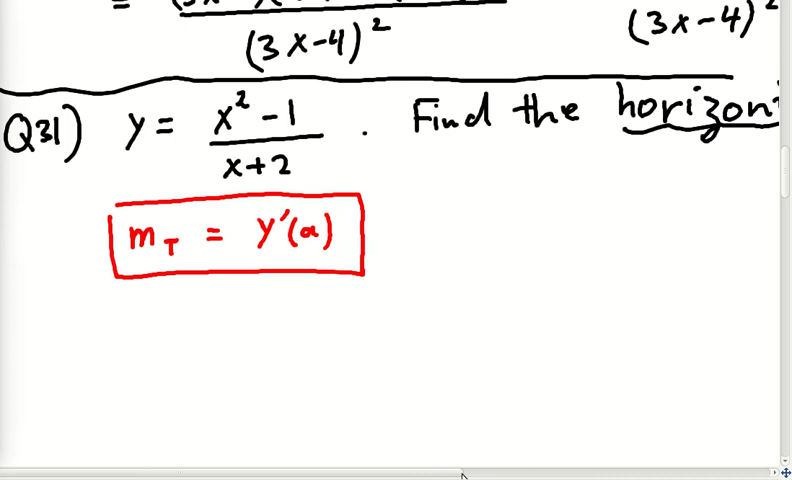 (3x-4)²
(3x-4)²
Q31) y = x² - 1 / x+2 . Find the
m_T = y'(a)